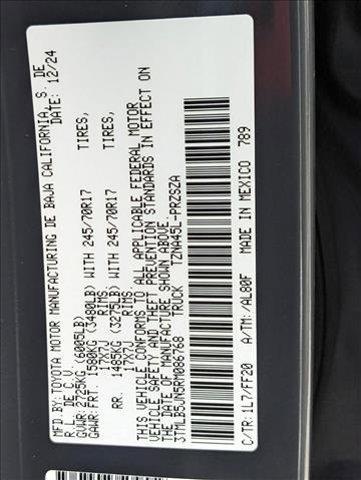 MFD.BY:TOYOTA MOTOR MANUFACTURING DE BAJA CALIFORNIA S. DE
R. L. DE C.V. DATE: 12/24
GVWR: 2725KG (6005LB)
GAWR:FRT. 1580KG (3480LB) WITH 245/70R17 TIRES,
17X7J RIMS
RR. 1485KG (3275LB) WITH 245/70R17 TIRES,
17X7J RIMS
THIS VEHICLE CONFORMS TO ALL APPLICABLE FEDERAL MOTOR
VEHICLE SAFETY AND THEFT PREVENTION STANDARDS IN EFFECT ON
THE DATE OF MANUFACTURE SHOWN ABOVE.
3TMLB5JN5RM086768 TRUCK TZNA45L-PRZSZA
C/TR:1L7/FF20 A/TM:/AL80F MADE IN MEXICO 789